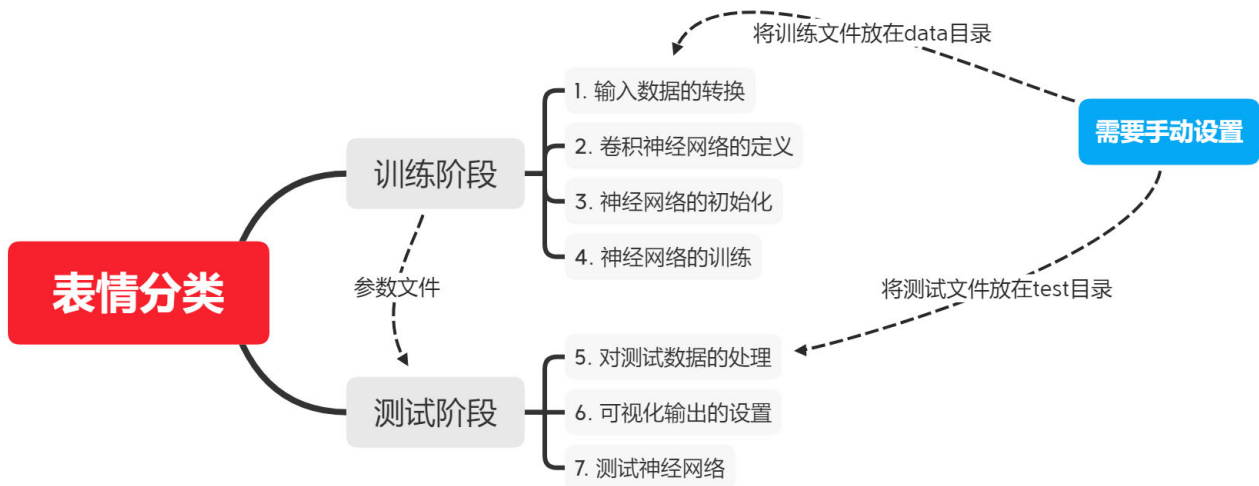 将训练文件放在data目录
1. 输入数据的转换
需要手动设置
2. 卷积神经网络的定义
训练阶段
3. 神经网络的初始化
4. 神经网络的训练
表情分类
参数文件
将测试文件放在test目录
5. 对测试数据的处理
测试阶段
6. 可视化输出的设置
7. 测试神经网络